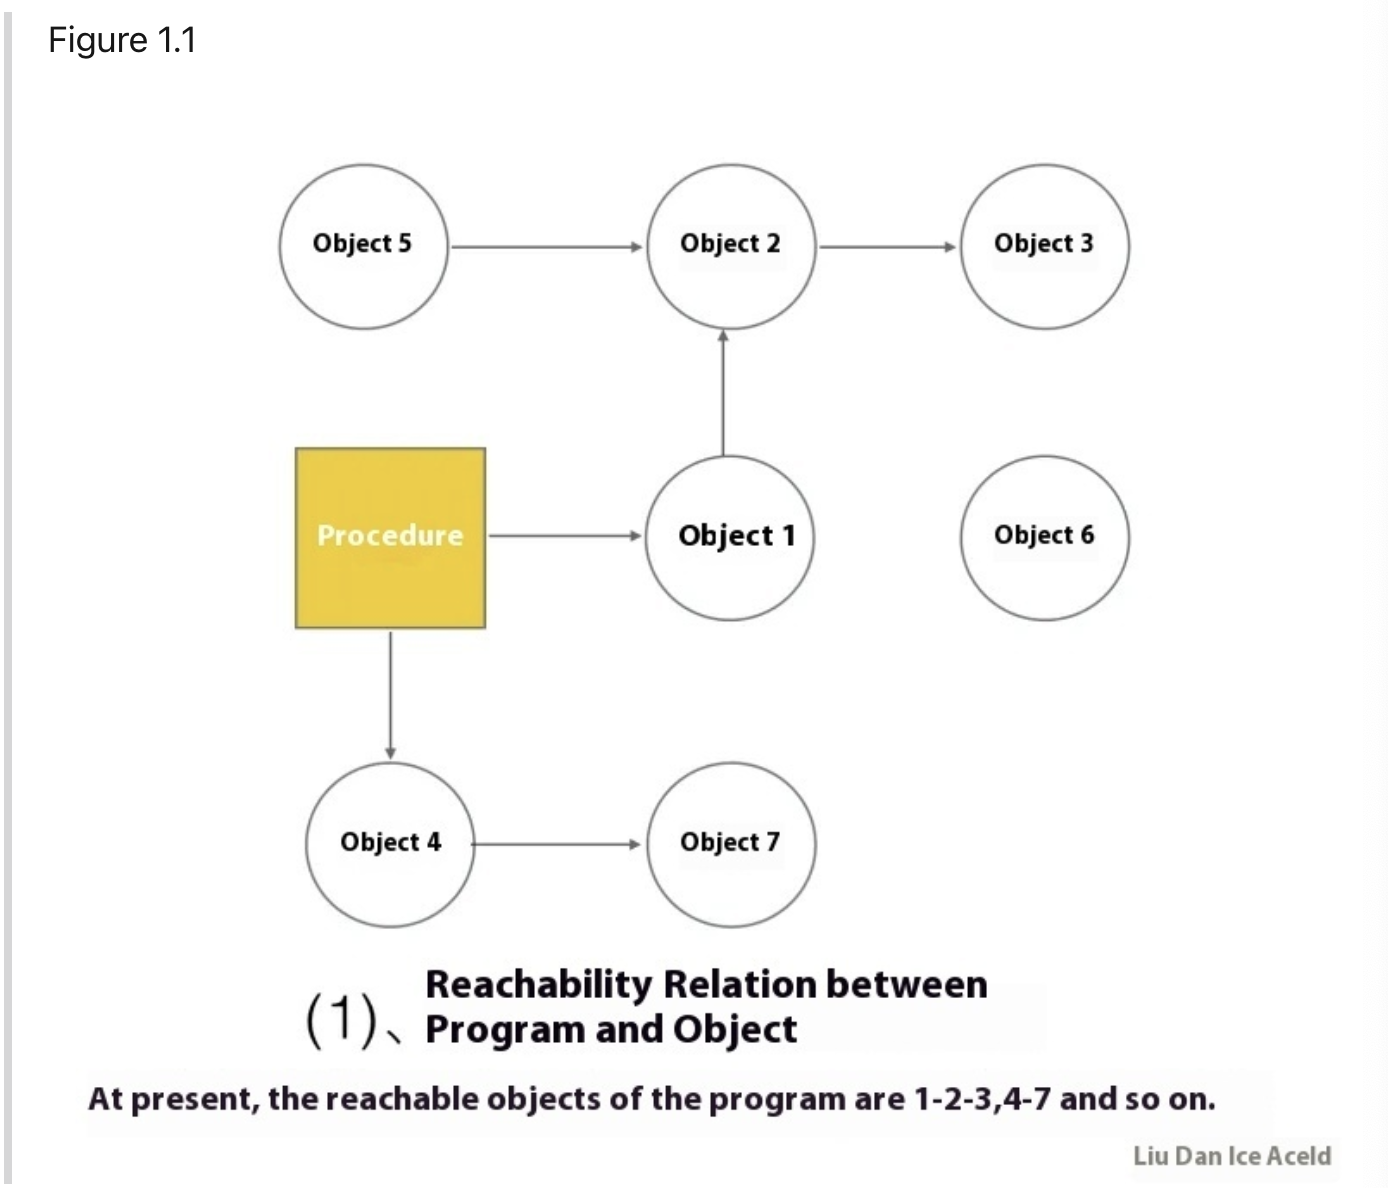 Figure 1.1
Object 5
Object 2
Object 3
Procedure
Object 1
Object 6
Object 4
Object 7
(1)、
Reachability Relation between
Program and Object
At present, the reachable objects of the program are 1-2-3,4-7 and so on.
Liu Dan Ice Aceld